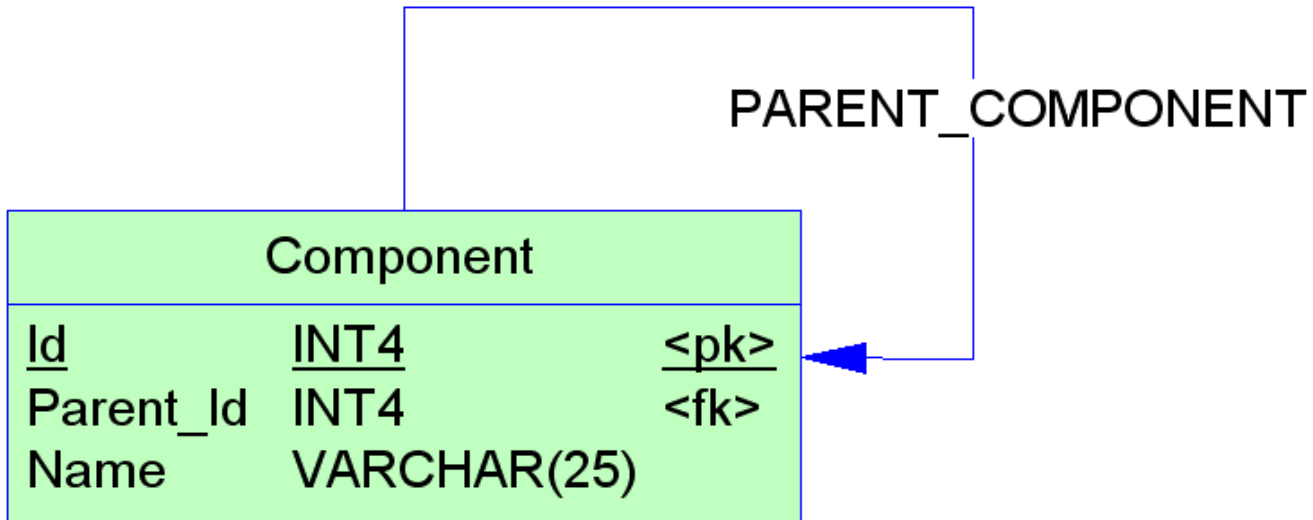 PARENT_COMPONENT
Component
Id INT4 <pk>
Parent_Id INT4 <fk>
Name VARCHAR(25)